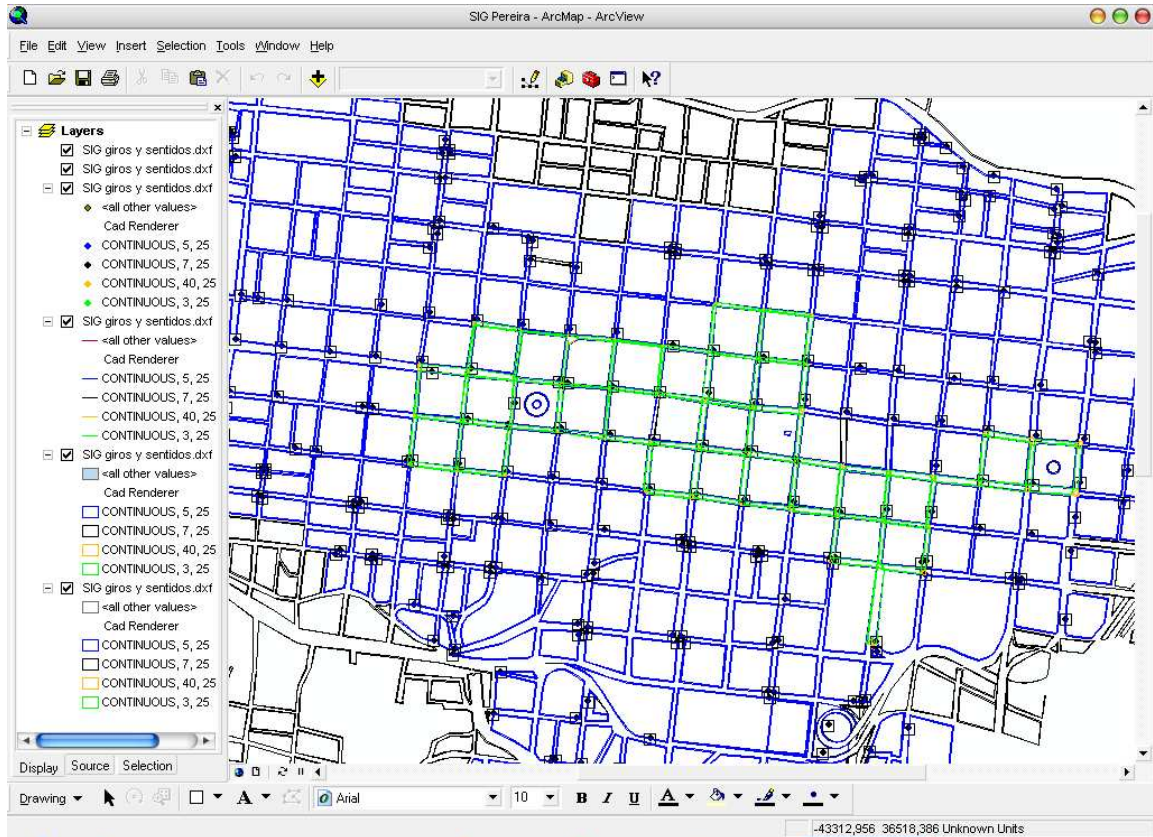 SIG Pereira - ArcMap - ArcView
File Edit View Insert Selection Tools Window Help
Layers
SIG giros y sentidos.dxf
SIG giros y sentidos.dxf
SIG giros y sentidos.dxf
<all other values>
Cad Renderer
CONTINUOUS, 5, 25
CONTINUOUS, 7, 25
CONTINUOUS, 40, 25
CONTINUOUS, 3, 25
SIG giros y sentidos.dxf
<all other values>
Cad Renderer
CONTINUOUS, 5, 25
CONTINUOUS, 7, 25
CONTINUOUS, 40, 25
CONTINUOUS, 3, 25
SIG giros y sentidos.dxf
<all other values>
Cad Renderer
CONTINUOUS, 5, 25
CONTINUOUS, 7, 25
CONTINUOUS, 40, 25
CONTINUOUS, 3, 25
SIG giros y sentidos.dxf
<all other values>
Cad Renderer
CONTINUOUS, 5, 25
CONTINUOUS, 7, 25
CONTINUOUS, 40, 25
CONTINUOUS, 3, 25
Display Source Selection
Drawing A Arial 10 B I U A
-43312,956 36518,386 Unknown Units